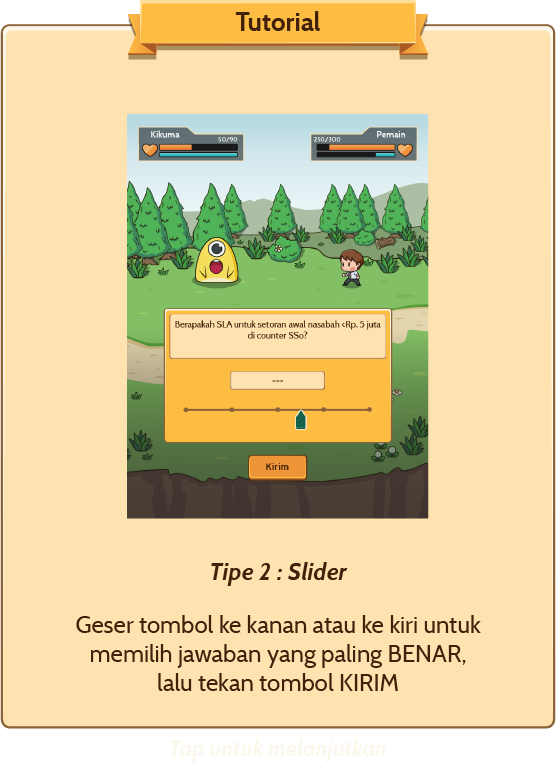 Tutorial
Kikuma
50/90
Pemain
250/300
Berapakah SLA untuk setoran awal nasabah <Rp. 5 juta
di counter SSo?
---
Kirim
Tipe 2 : Slider
Geser tombol ke kanan atau ke kiri untuk
memilih jawaban yang paling BENAR,
lalu tekan tombol KIRIM
Tap untuk melanjutkan